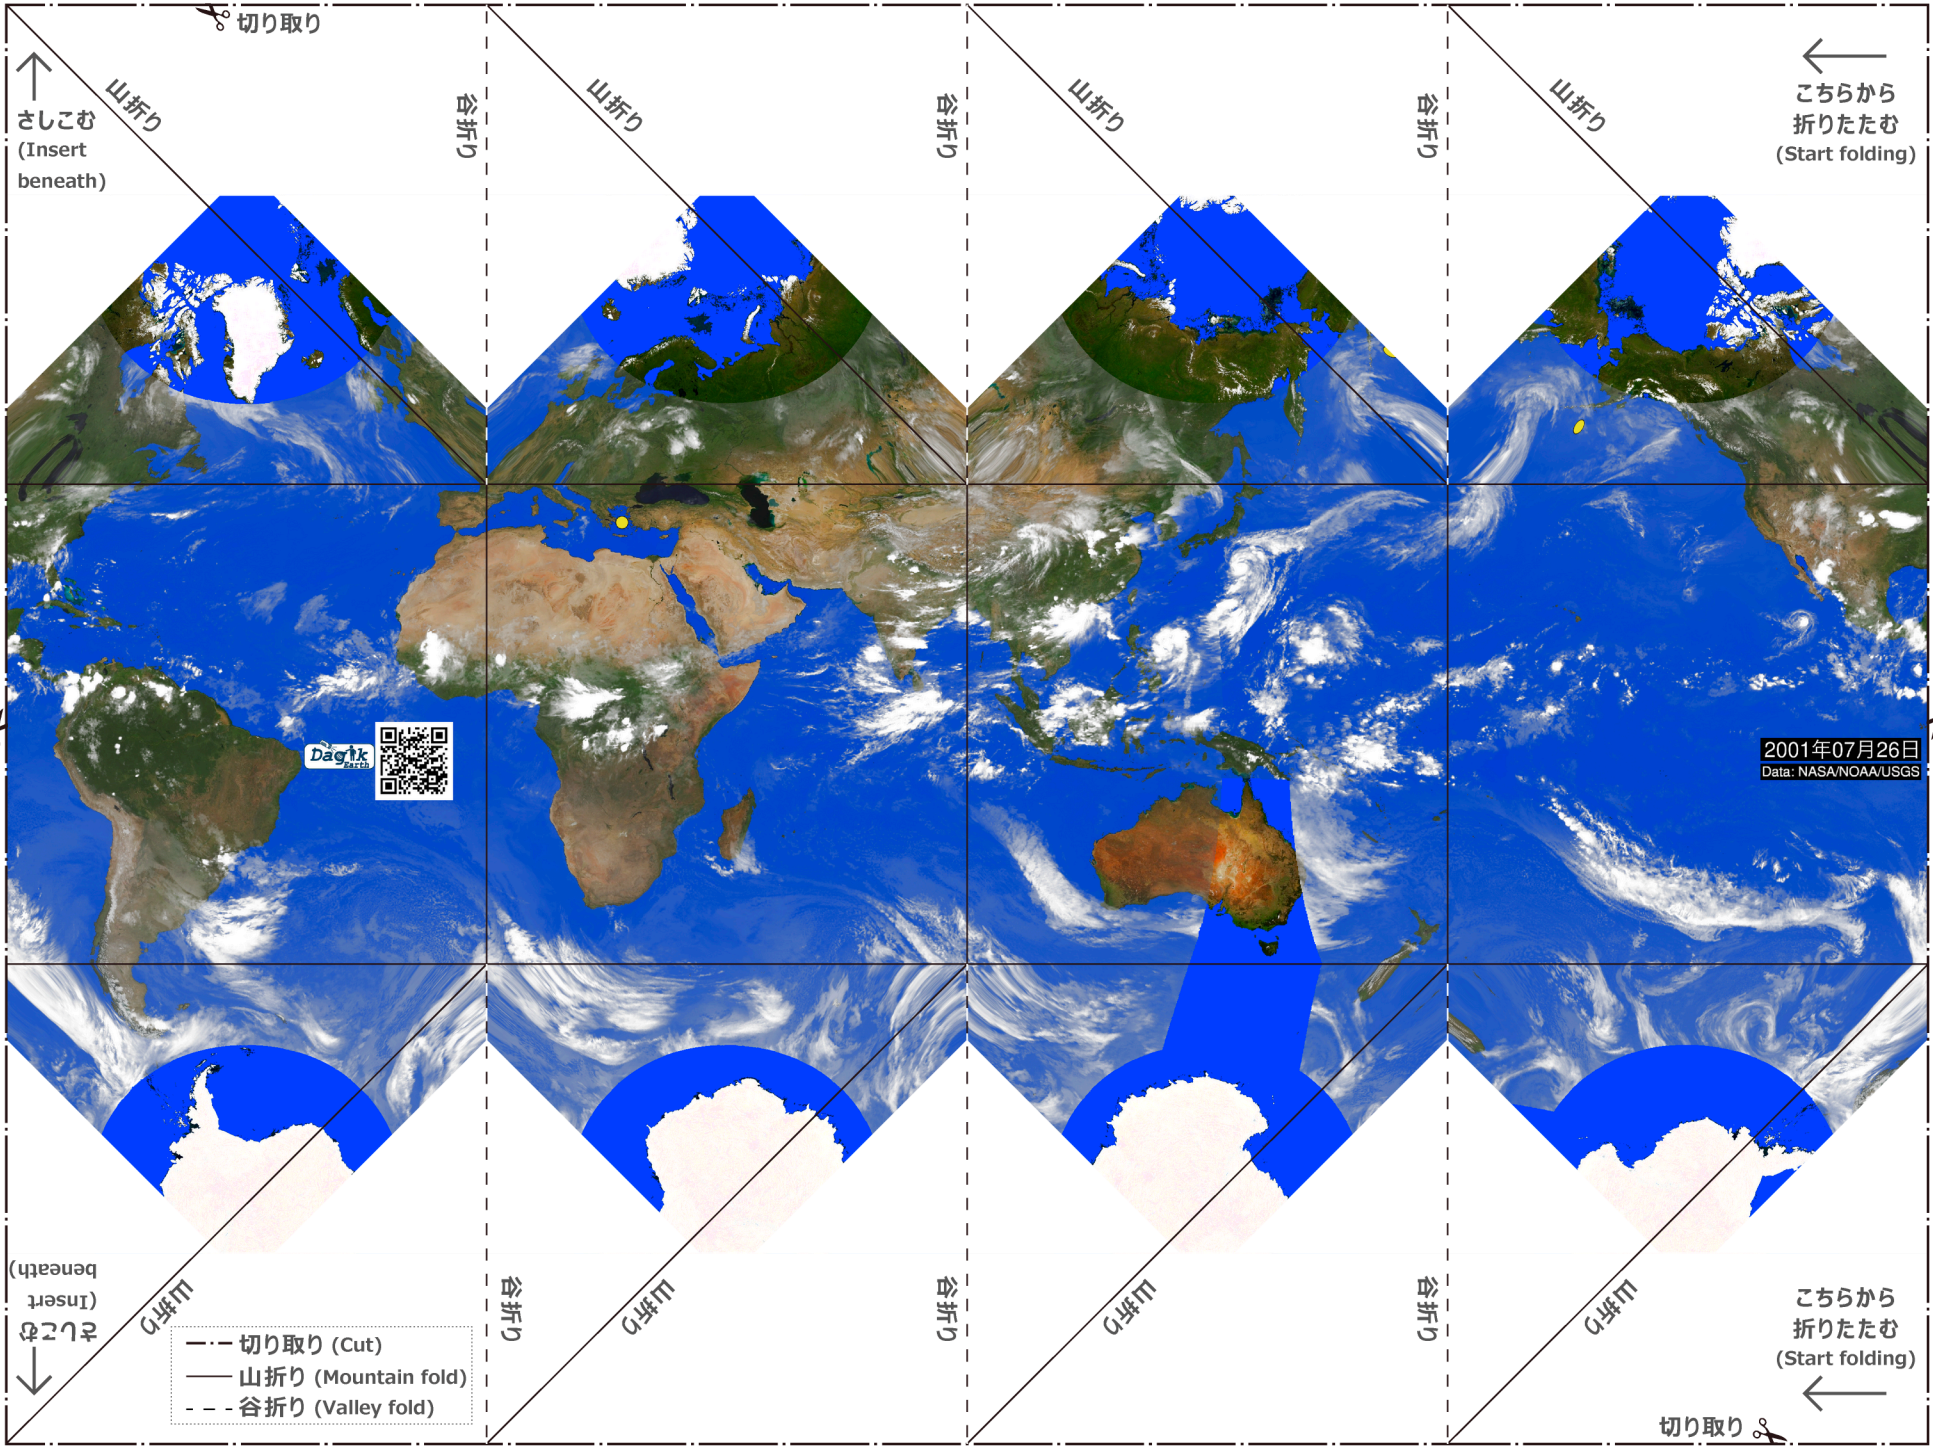 切り取り
山折り
谷折り
山折り
谷折り
山折り
谷折り
山折り
さしこむ
(Insert
beneath)
こちらから
折りたたむ
(Start folding)
Dagik
Earth
2001年07月26日
Data: NASA/NOAA/USGS
さしこむ
(Insert
beneath)
山折り
谷折り
山折り
谷折り
山折り
谷折り
山折り
切り取り (Cut)
山折り (Mountain fold)
谷折り (Valley fold)
こちらから
折りたたむ
(Start folding)
切り取り